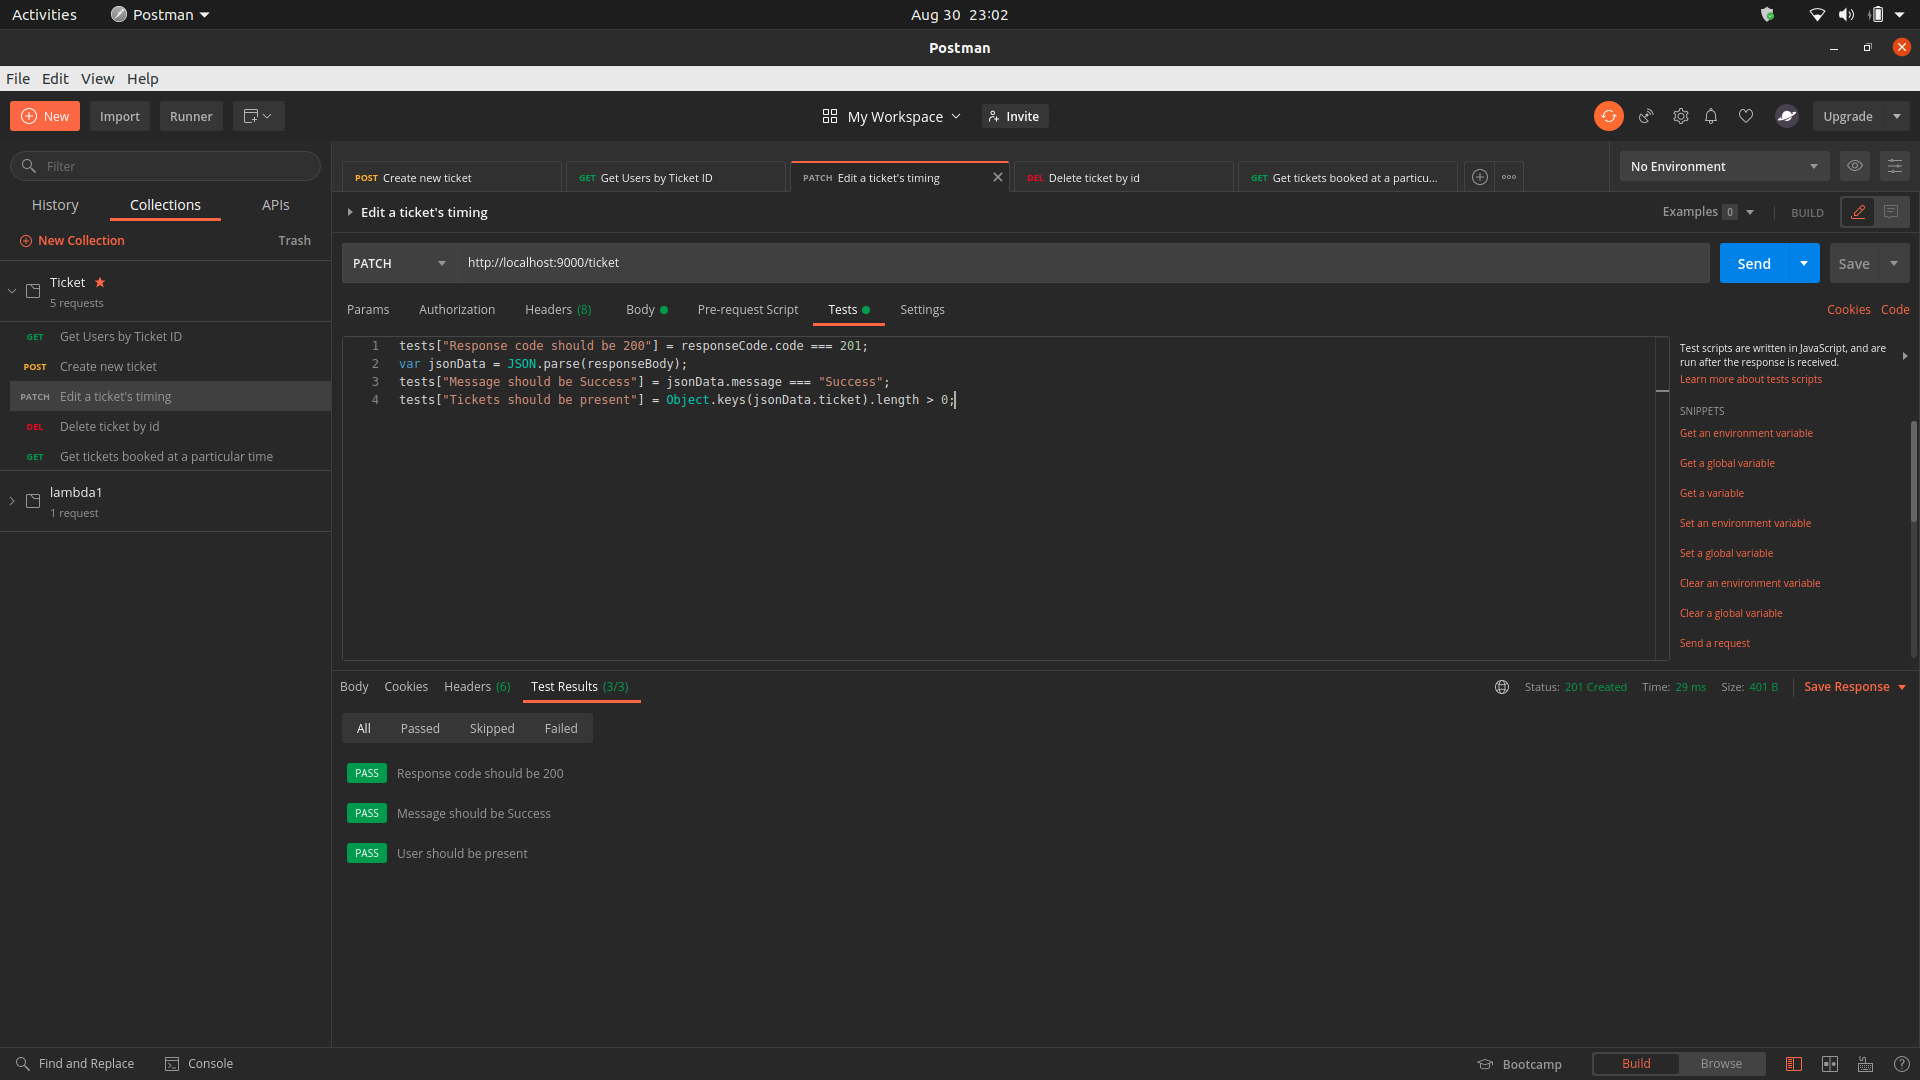 Activities
Postman
Aug 30 23:02
Postman
File Edit View Help
New
Import
Runner
My Workspace
Invite
Upgrade
Filter
History
Collections
APIs
New Collection
Trash
Ticket
5 requests
GET Get Users by Ticket ID
POST Create new ticket
PATCH Edit a ticket's timing
DEL Delete ticket by id
GET Get tickets booked at a particular time
lambda1
1 request
POST Create new ticket
GET Get Users by Ticket ID
PATCH Edit a ticket's timing
DEL Delete ticket by id
GET Get tickets booked at a particu...
No Environment
Edit a ticket's timing
Examples 0
BUILD
PATCH
http://localhost:9000/ticket
Send
Save
Params
Authorization
Headers (8)
Body
Pre-request Script
Tests
Settings
Cookies Code
1 tests["Response code should be 200"] = responseCode.code === 201;
2 var jsonData = JSON.parse(responseBody);
3 tests["Message should be Success"] = jsonData.message === "Success";
4 tests["Tickets should be present"] = Object.keys(jsonData.ticket).length > 0;
Test scripts are written in JavaScript, and are
run after the response is received.
Learn more about tests scripts
SNIPPETS
Get an environment variable
Get a global variable
Get a variable
Set an environment variable
Set a global variable
Clear an environment variable
Clear a global variable
Send a request
Body
Cookies
Headers (6)
Test Results (3/3)
Status: 201 Created
Time: 29 ms
Size: 401 B
Save Response
All
Passed
Skipped
Failed
PASS Response code should be 200
PASS Message should be Success
PASS User should be present
Find and Replace
Console
Bootcamp
Build
Browse